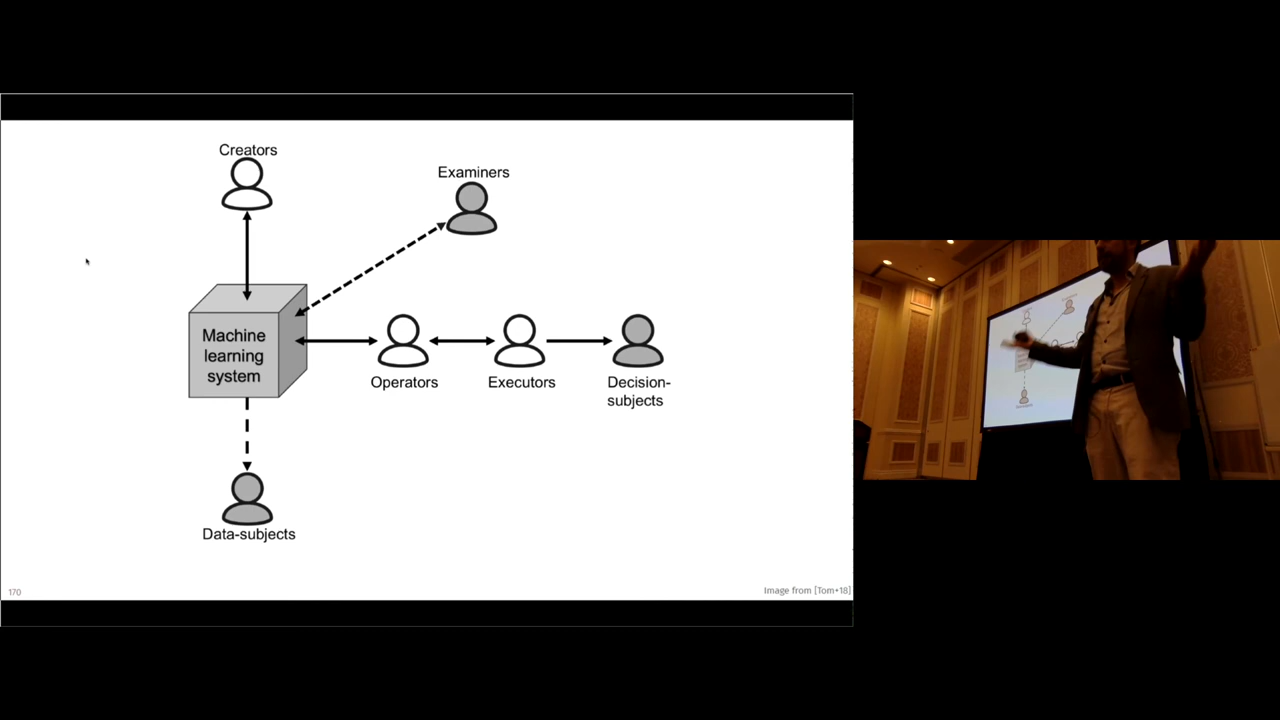 Creators
Examiners
Machine
learning
system
Operators
Executors
Decision-
subjects
Data-subjects
170
Image from [Tom+18]